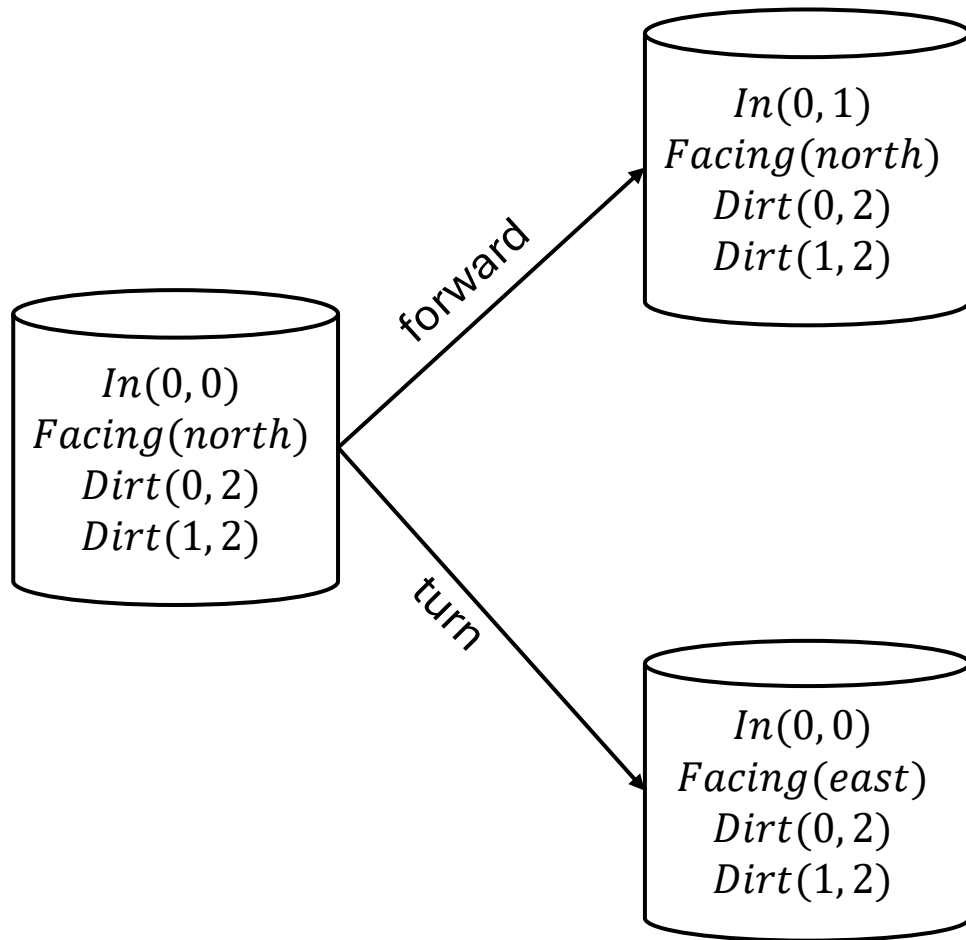 In(0, 0)
Facing(north)
Dirt(0, 2)
Dirt(1, 2)
forward
turn
In(0, 1)
Facing(north)
Dirt(0, 2)
Dirt(1, 2)
In(0, 0)
Facing(east)
Dirt(0, 2)
Dirt(1, 2)